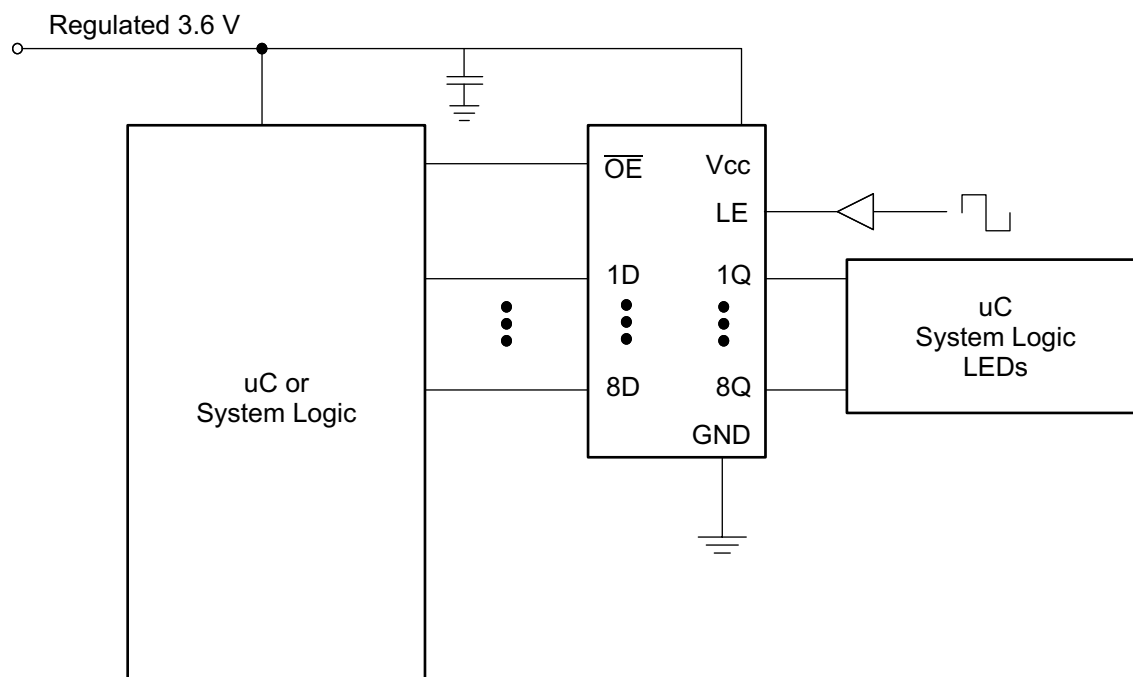 Regulated 3.6 V
OE
Vcc
LE
1D
1Q
8D
8Q
GND
uC or
System Logic
uC
System Logic
LEDs